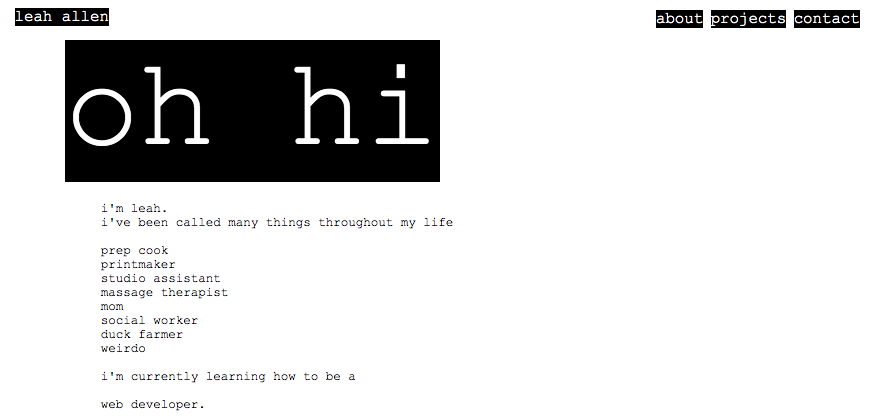 leah allen
about projects contact
oh hi
i'm leah.
i've been called many things throughout my life
prep cook
printmaker
studio assistant
massage therapist
mom
social worker
duck farmer
weirdo
i'm currently learning how to be a
web developer.